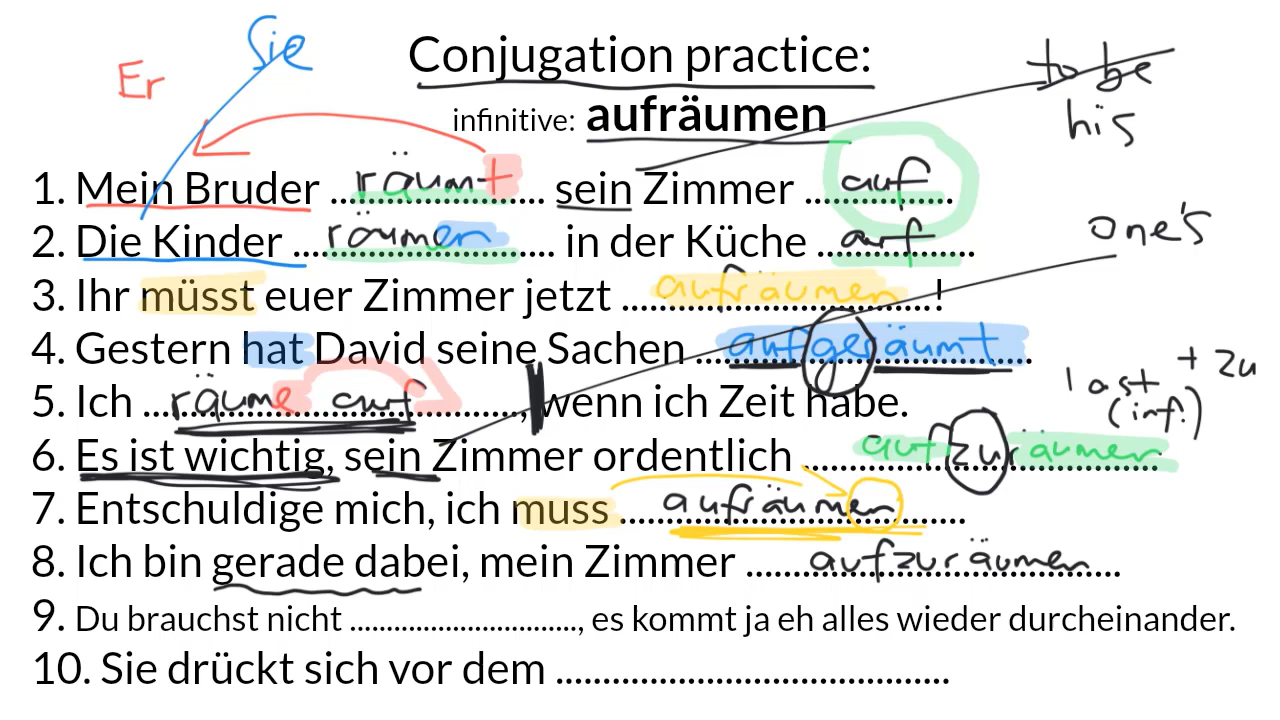 Sie
Er
Conjugation practice:
to be
his
infinitive: aufräumen
1. Mein Bruder ... räumt ... sein Zimmer ... auf ...
2. Die Kinder ... räumen ... in der Küche ... auf ...
one's
3. Ihr müsst euer Zimmer jetzt ... aufräumen ...!
4. Gestern hat David seine Sachen ... aufgeräumt ...
+ zu
last
(inf.)
5. Ich ... räume auf ..., wenn ich Zeit habe.
6. Es ist wichtig, sein Zimmer ordentlich ... aufzuräumen ...
7. Entschuldige mich, ich muss ... aufräumen ...
8. Ich bin gerade dabei, mein Zimmer ... aufzuräumen ...
9. Du brauchst nicht ..............................., es kommt ja eh alles wieder durcheinander.
10. Sie drückt sich vor dem .........................................